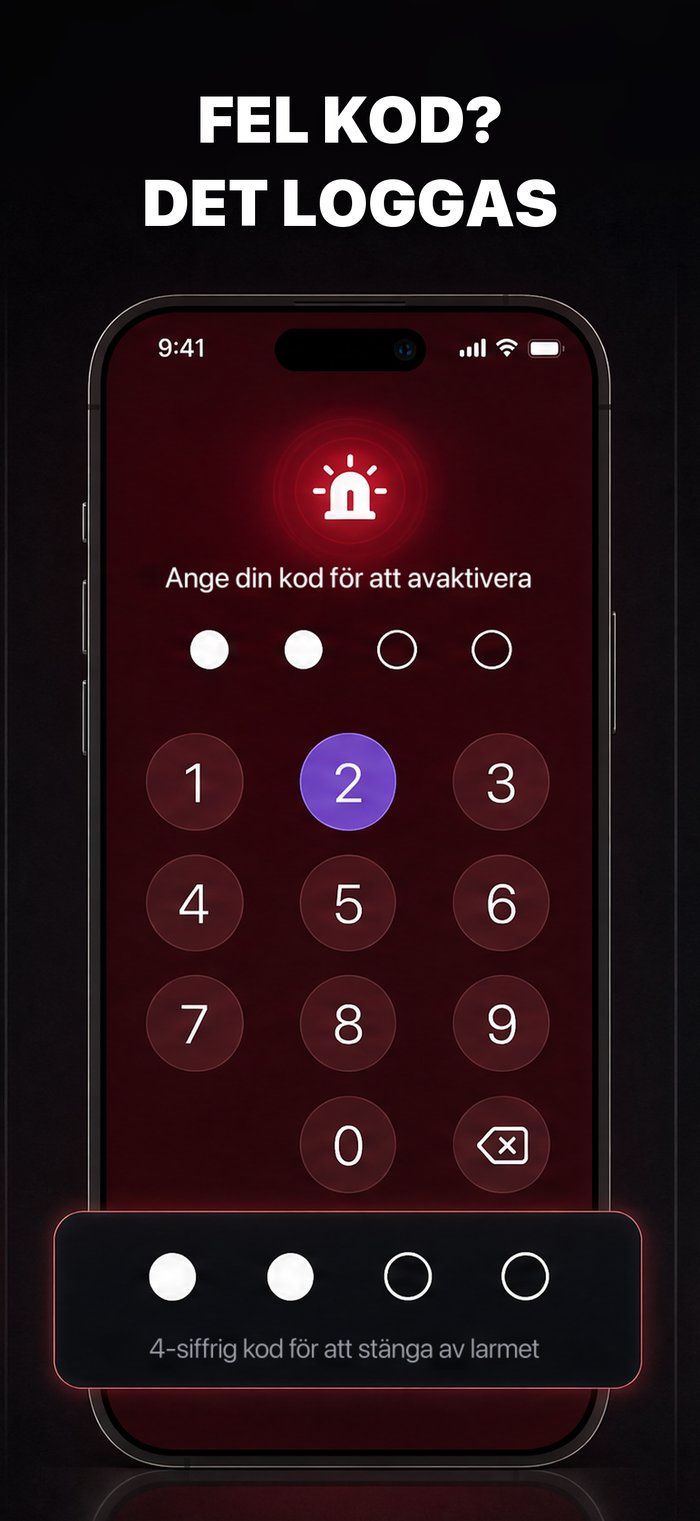 FEL KOD?
DET LOGGAS
9:41
Ange din kod för att avaktivera
1 2 3
4 5 6
7 8 9
0
4-siffrig kod för att stänga av larmet